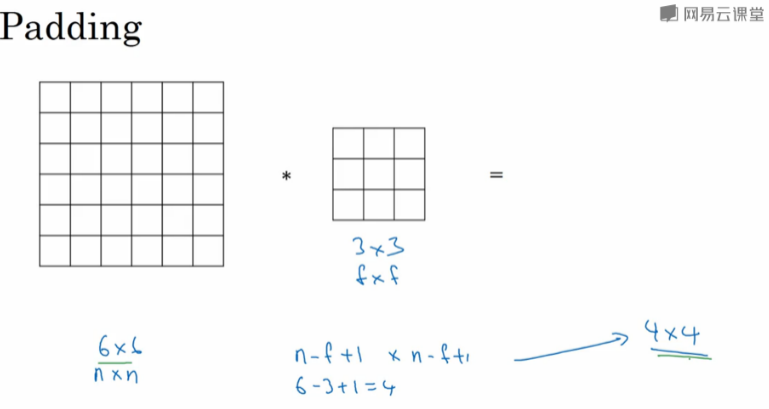 Padding
网易云课堂
* =
3×3
f×f
6×6
n×n
n-f+1 × n-f+1
6-3+1=4
4×4